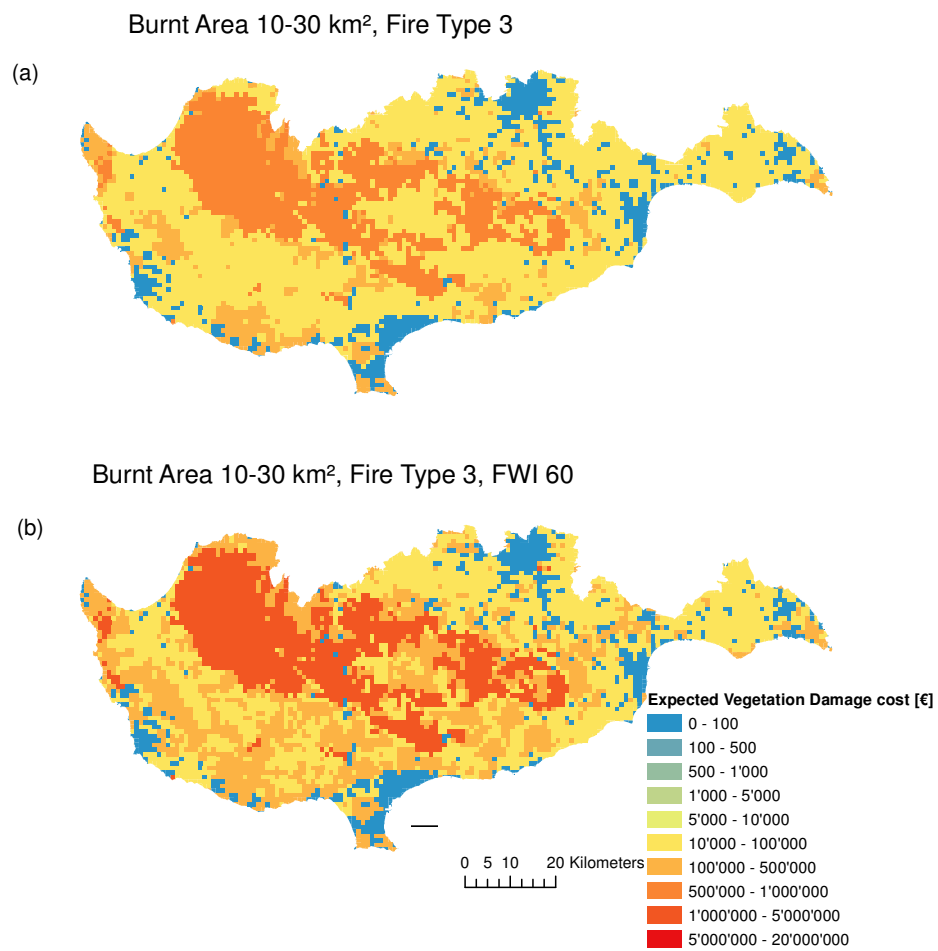 Burnt Area 10-30 km², Fire Type 3
(a)
Burnt Area 10-30 km², Fire Type 3, FWI 60
(b)
Expected Vegetation Damage cost [€]
0 - 100
100 - 500
500 - 1'000
1'000 - 5'000
5'000 - 10'000
10'000 - 100'000
100'000 - 500'000
500'000 - 1'000'000
1'000'000 - 5'000'000
5'000'000 - 20'000'000
0 5 10 20 Kilometers